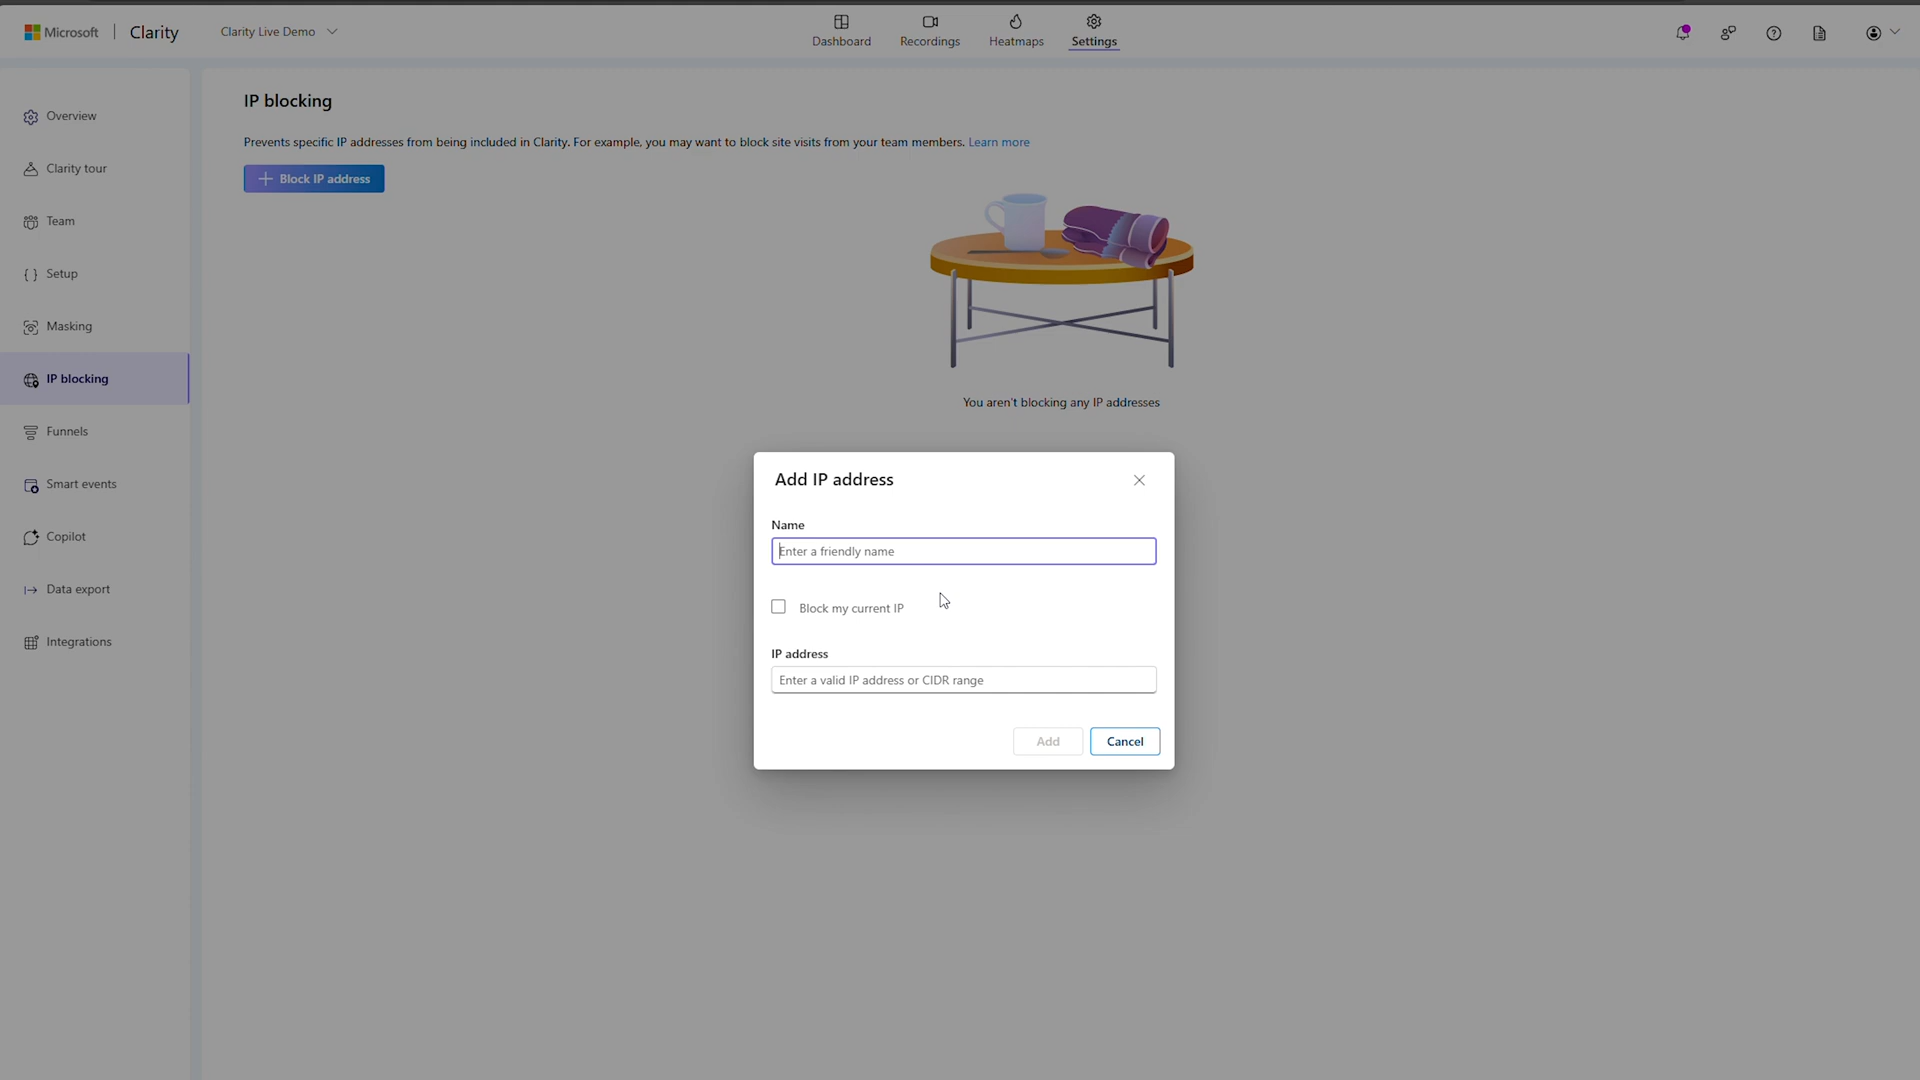 Microsoft | Clarity
Clarity Live Demo
Dashboard
Recordings
Heatmaps
Settings
Overview
Clarity tour
Team
Setup
Masking
IP blocking
Funnels
Smart events
Copilot
Data export
Integrations
IP blocking
Prevents specific IP addresses from being included in Clarity. For example, you may want to block site visits from your team members. Learn more
Block IP address
You aren't blocking any IP addresses
Add IP address
Name
Enter a friendly name
Block my current IP
IP address
Enter a valid IP address or CIDR range
Add
Cancel